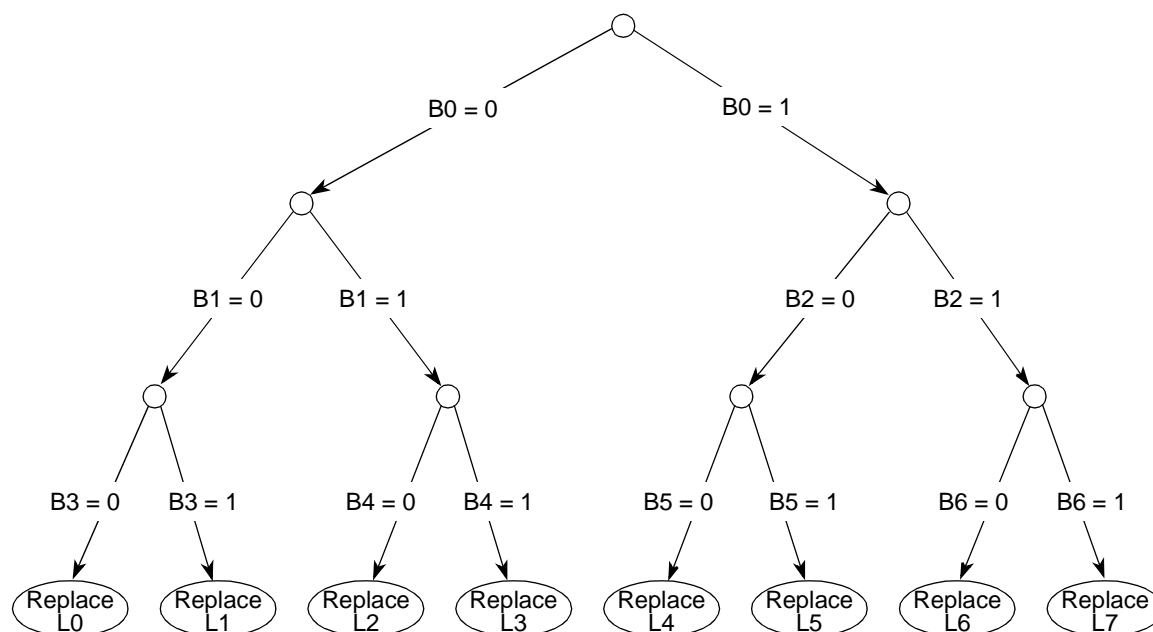 B0 = 0
B0 = 1
B1 = 0
B1 = 1
B2 = 0
B2 = 1
B3 = 0
B3 = 1
B4 = 0
B4 = 1
B5 = 0
B5 = 1
B6 = 0
B6 = 1
Replace
L0
Replace
L1
Replace
L2
Replace
L3
Replace
L4
Replace
L5
Replace
L6
Replace
L7